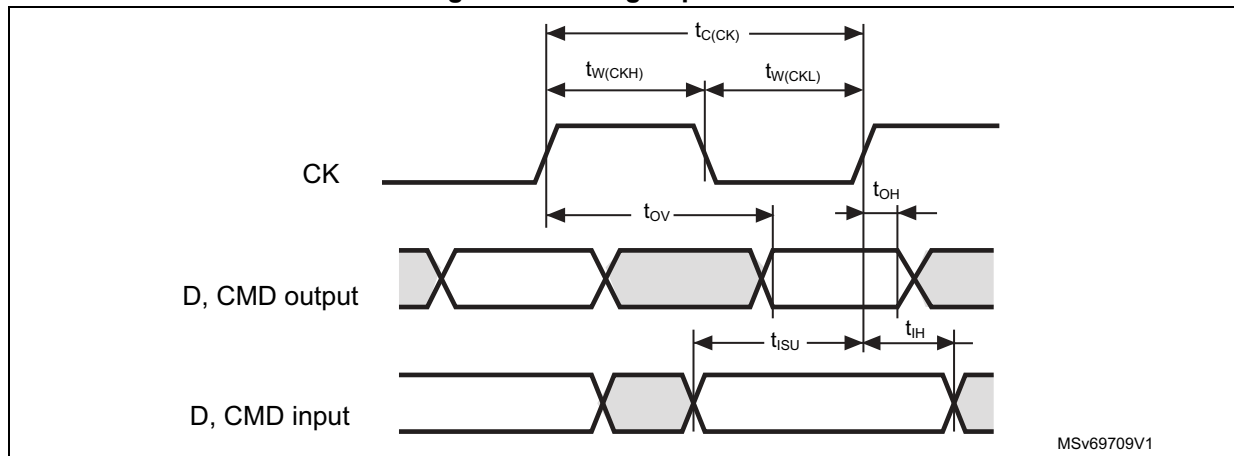 tC(CK)
tW(CKH) tW(CKL)
CK
tOH
tOV
D, CMD output
tISU tIH
D, CMD input
MSv69709V1